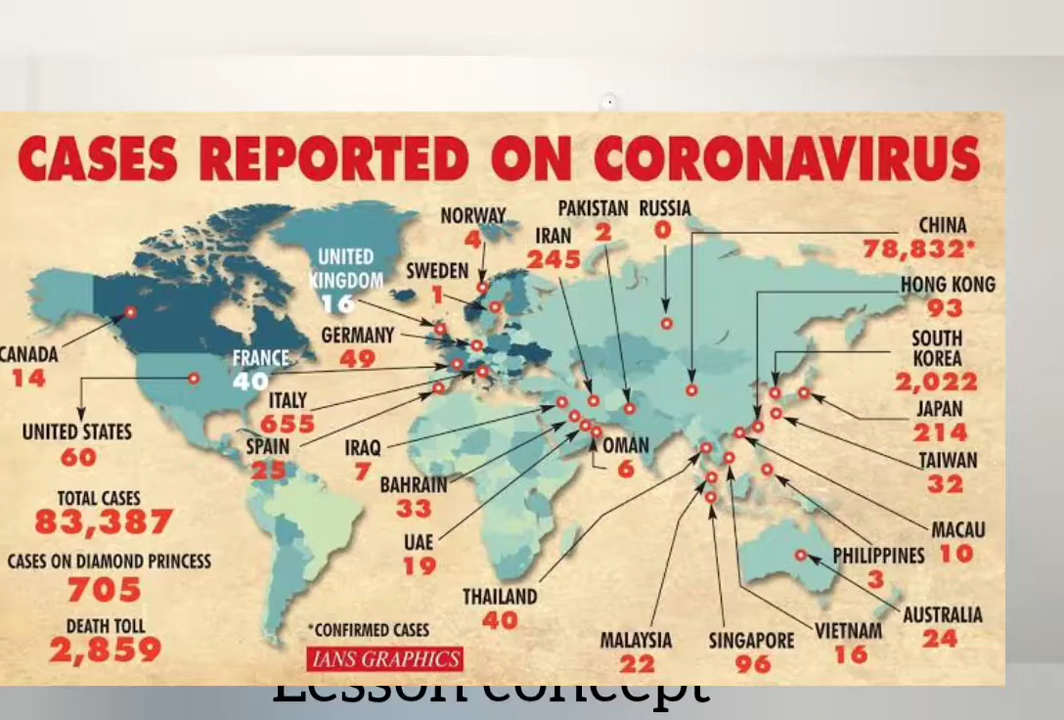 CASES REPORTED ON CORONAVIRUS
NORWAY
4
PAKISTAN
2
RUSSIA
0
IRAN
245
CHINA
78,832*
UNITED
KINGDOM
16
SWEDEN
1
HONG KONG
93
GERMANY
49
SOUTH
KOREA
2,022
CANADA
14
FRANCE
40
ITALY
655
JAPAN
214
UNITED STATES
60
SPAIN
25
IRAQ
7
OMAN
6
TAIWAN
32
BAHRAIN
33
TOTAL CASES
83,387
UAE
19
MACAU
10
PHILIPPINES
3
CASES ON DIAMOND PRINCESS
705
THAILAND
40
AUSTRALIA
24
DEATH TOLL
2,859
*CONFIRMED CASES
IANS GRAPHICS
MALAYSIA
22
SINGAPORE
96
VIETNAM
16
Lesson concept